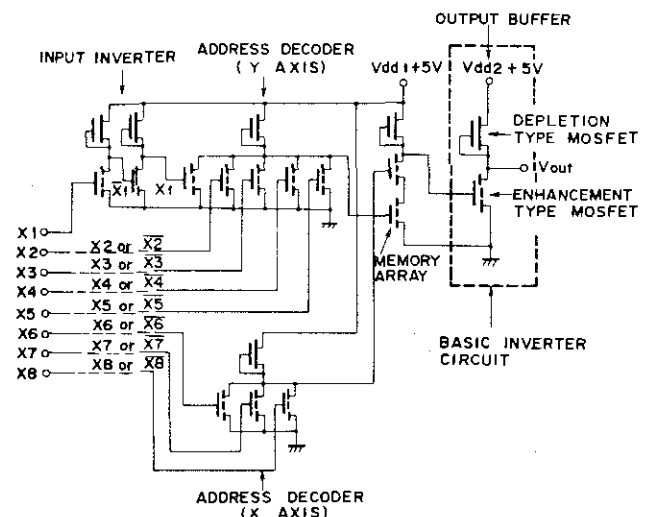 OUTPUT BUFFER
INPUT INVERTER
ADDRESS DECODER
( Y AXIS)
Vdd1+5V
Vdd2+5V
DEPLETION
TYPE MOSFET
Vout
ENHANCEMENT
TYPE MOSFET
X1
X1
X1
X2 X2 or X2
X3 X3 or X3
X4 X4 or X4
X5 X5 or X5
X6 X6 or X6
X7 X7 or X7
X8 X8 or X8
MEMORY
ARRAY
BASIC INVERTER
CIRCUIT
ADDRESS DECODER
(X AXIS)